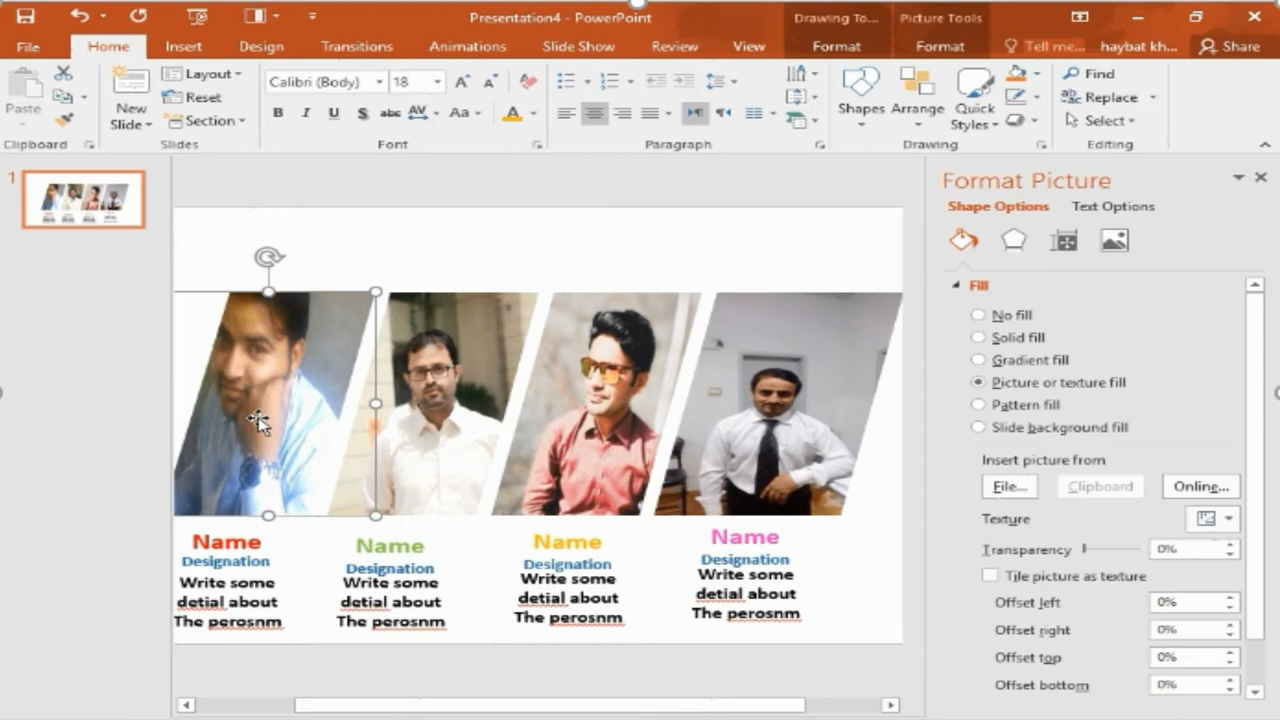 Presentation4 - PowerPoint
Drawing To...
Picture Tools
File
Home
Insert
Design
Transitions
Animations
Slide Show
Review
View
Format
Format
Tell me...
haybat kh...
Share
Paste
New
Slide
Layout
Reset
Section
Calibri (Body)
18
B I U S abc AV Aa A
Shapes
Arrange
Quick
Styles
Find
Replace
Select
Clipboard
Slides
Font
Paragraph
Drawing
Editing
1
Format Picture
Shape Options
Text Options
Fill
No fill
Solid fill
Gradient fill
Picture or texture fill
Pattern fill
Slide background fill
Insert picture from
File...
Clipboard
Online...
Texture
Transparency
0%
Tile picture as texture
Offset left
0%
Offset right
0%
Offset top
0%
Offset bottom
0%
Name
Designation
Write some
detial about
The perosnm
Name
Designation
Write some
detial about
The perosnm
Name
Designation
Write some
detial about
The perosnm
Name
Designation
Write some
detial about
The perosnm